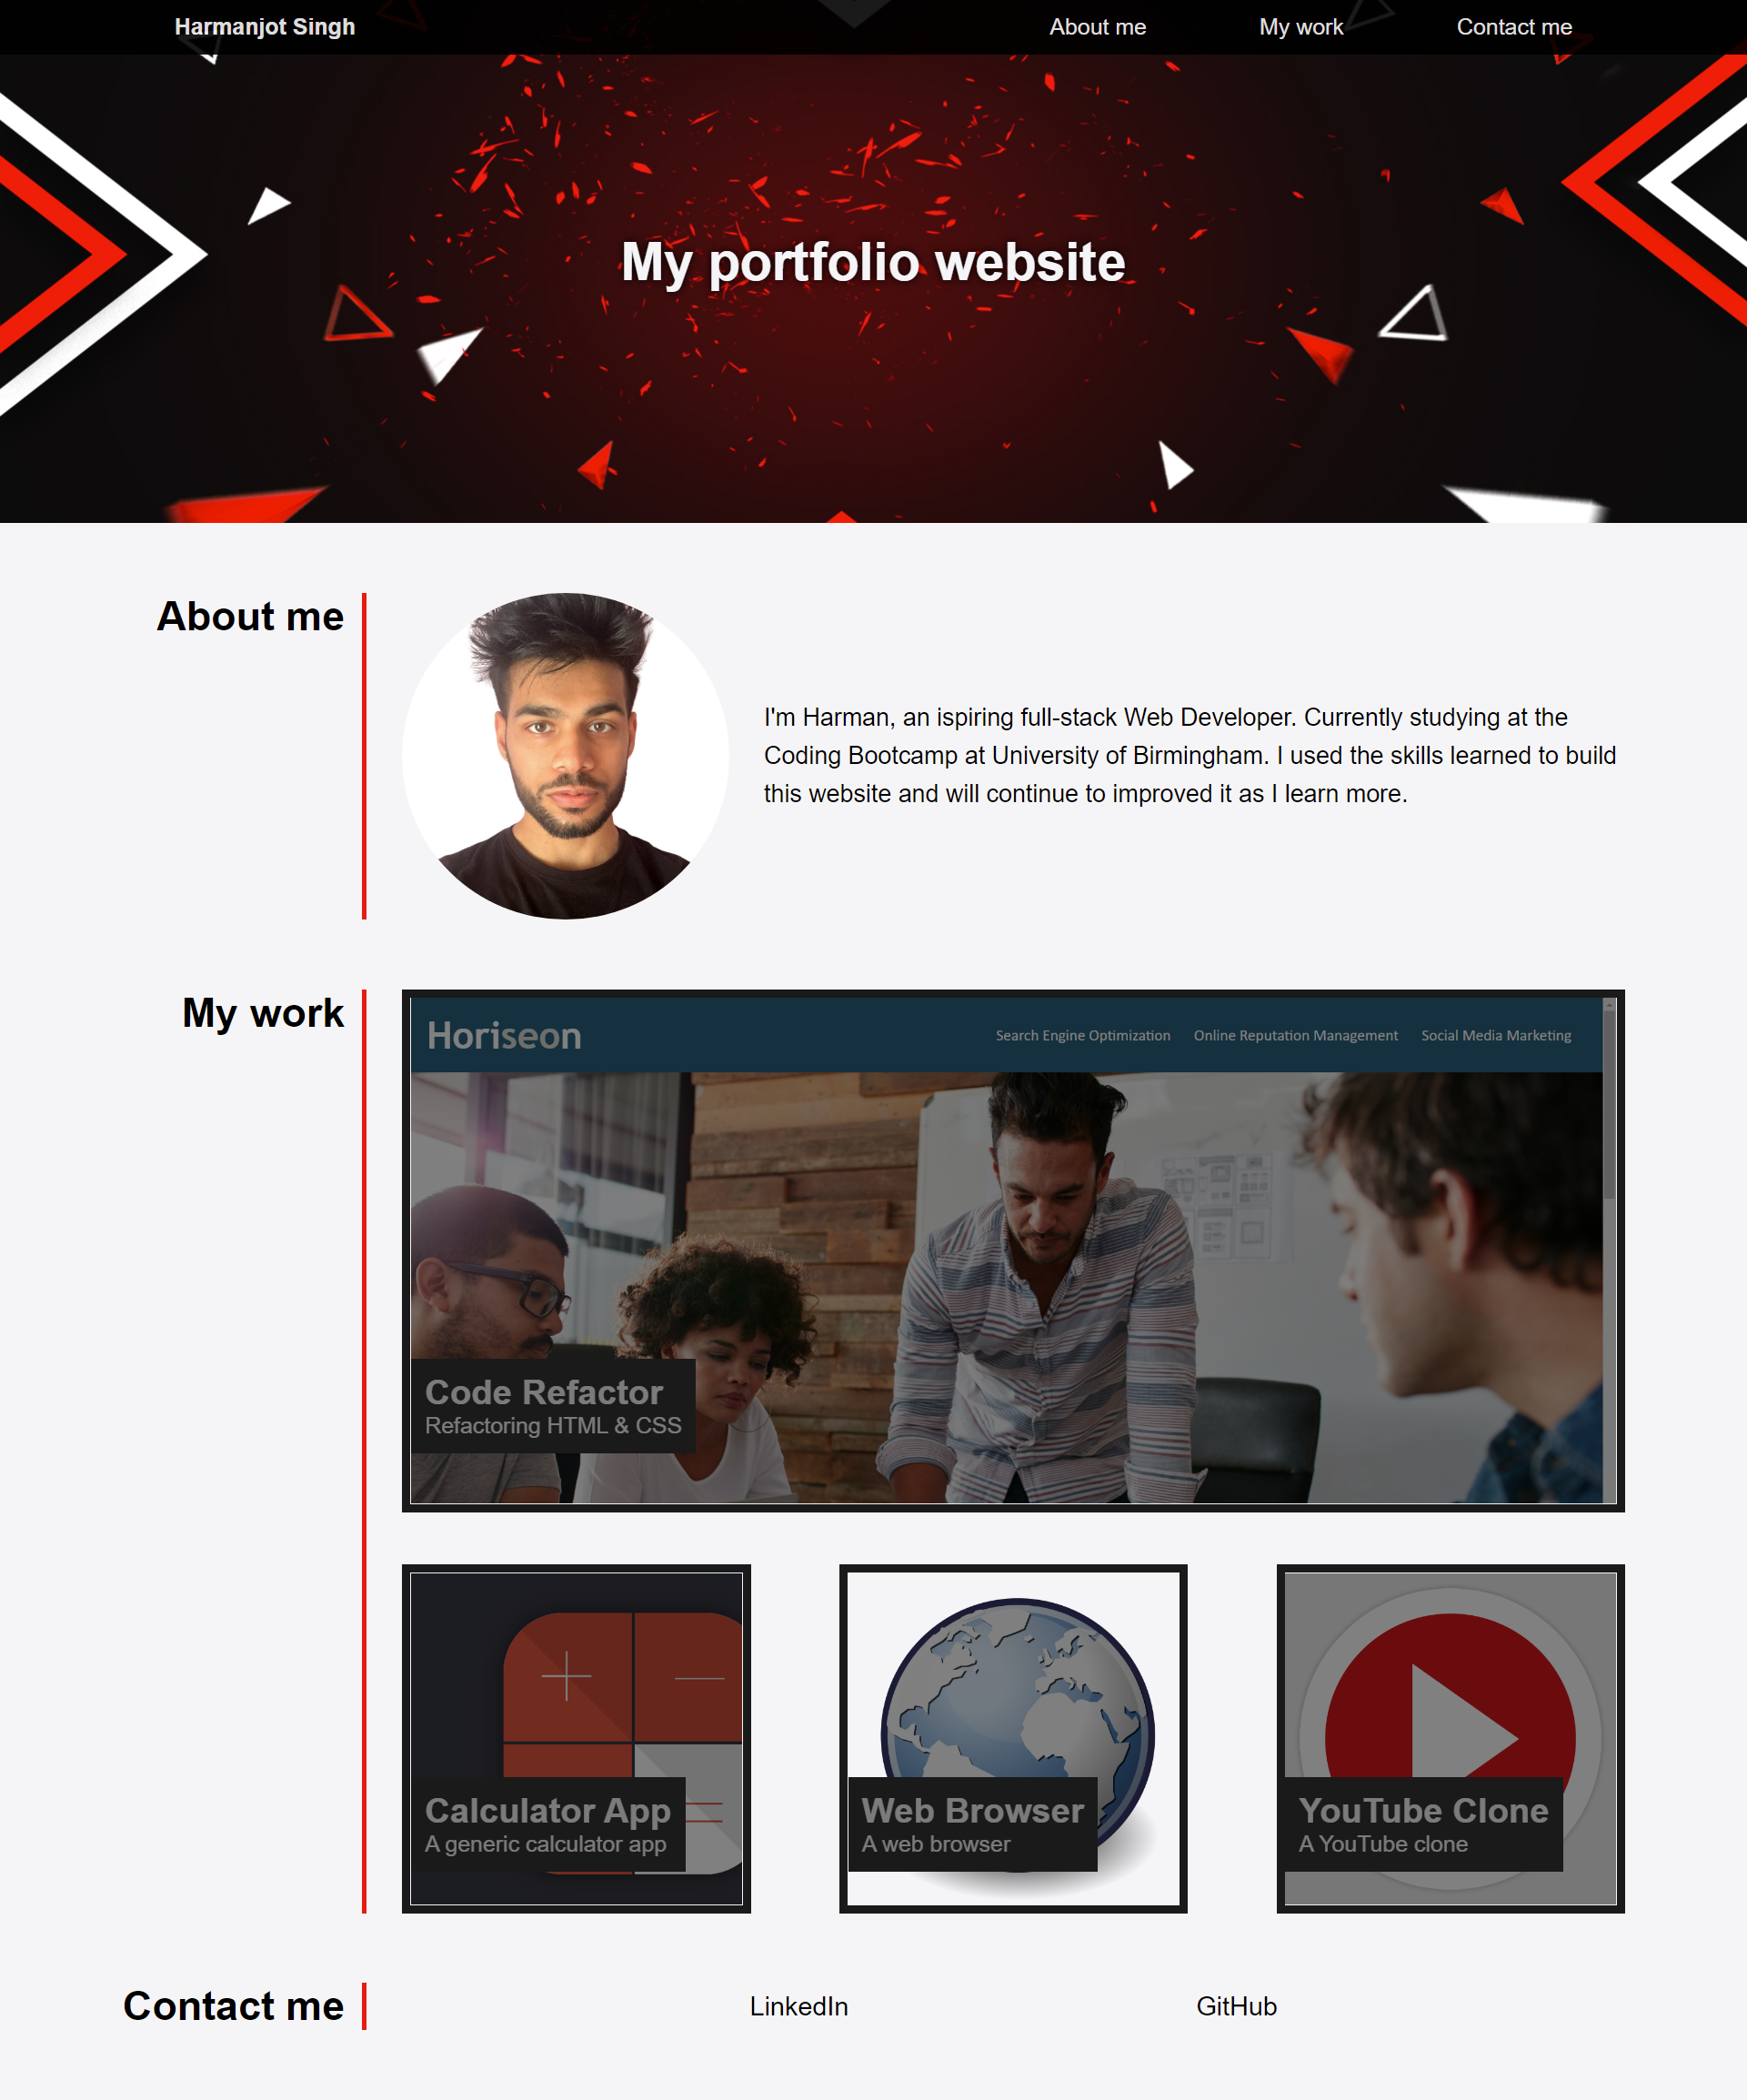 Harmanjot Singh
About me
My work
Contact me
My portfolio website
About me
I'm Harman, an ispiring full-stack Web Developer. Currently studying at the
Coding Bootcamp at University of Birmingham. I used the skills learned to build
this website and will continue to improved it as I learn more.
My work
Horiseon
Search Engine Optimization
Online Reputation Management
Social Media Marketing
Code Refactor
Refactoring HTML & CSS
Calculator App
A generic calculator app
Web Browser
A web browser
YouTube Clone
A YouTube clone
Contact me
LinkedIn
GitHub